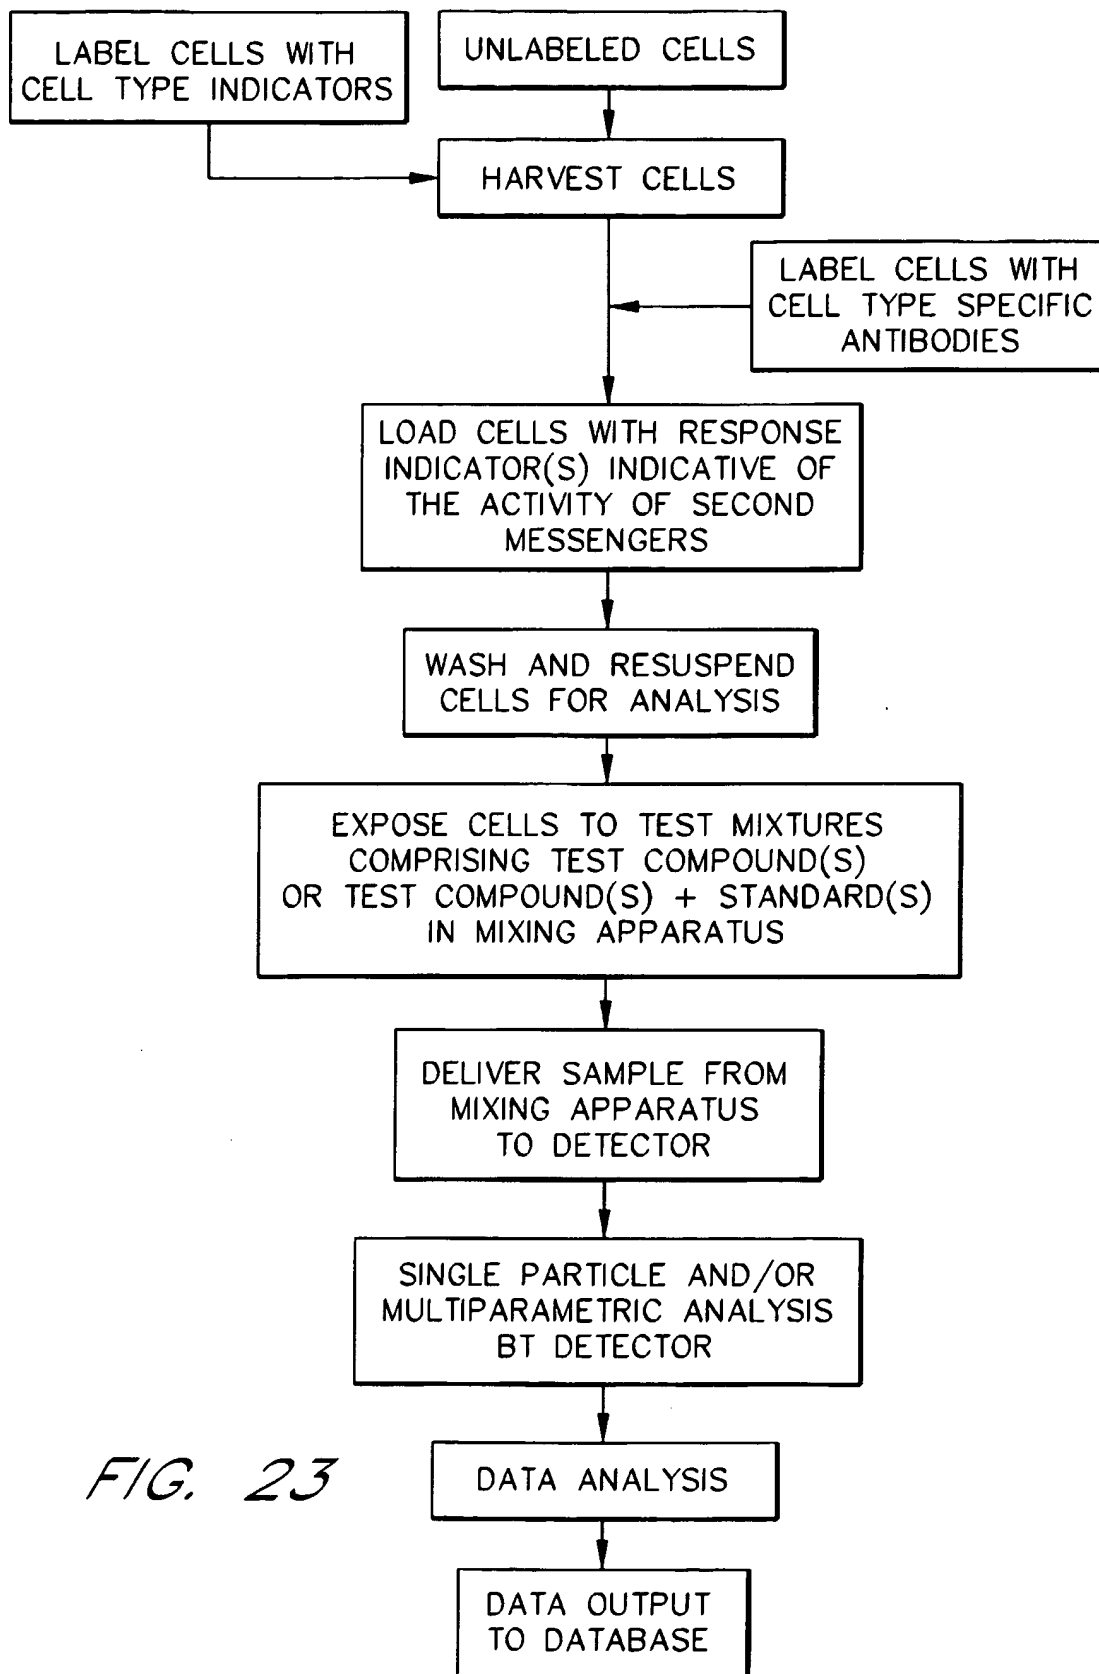 LABEL CELLS WITH
CELL TYPE INDICATORS
UNLABELED CELLS
HARVEST CELLS
LABEL CELLS WITH
CELL TYPE SPECIFIC
ANTIBODIES
LOAD CELLS WITH RESPONSE
INDICATOR(S) INDICATIVE OF
THE ACTIVITY OF SECOND
MESSENGERS
WASH AND RESUSPEND
CELLS FOR ANALYSIS
EXPOSE CELLS TO TEST MIXTURES
COMPRISING TEST COMPOUND(S)
OR TEST COMPOUND(S) + STANDARD(S)
IN MIXING APPARATUS
DELIVER SAMPLE FROM
MIXING APPARATUS
TO DETECTOR
SINGLE PARTICLE AND/OR
MULTIPARAMETRIC ANALYSIS
BT DETECTOR
DATA ANALYSIS
FIG. 23
DATA OUTPUT
TO DATABASE